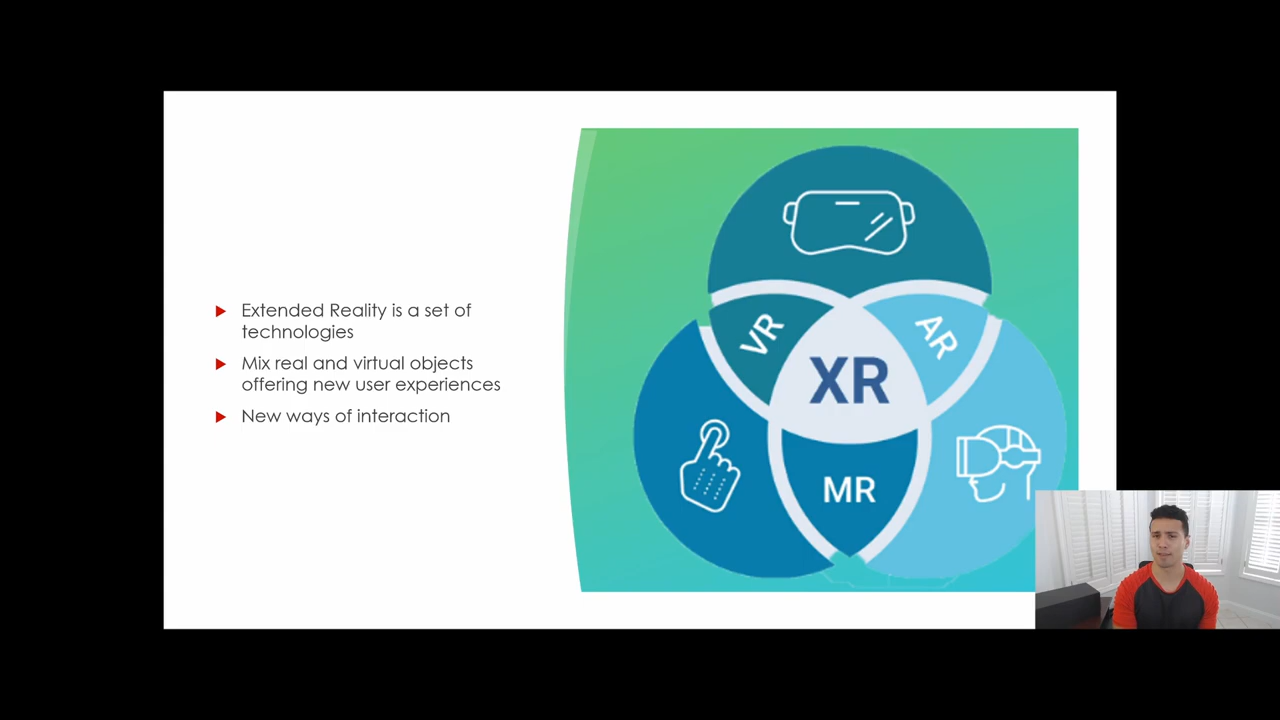 Extended Reality is a set of
technologies
Mix real and virtual objects
offering new user experiences
New ways of interaction
VR
AR
XR
MR